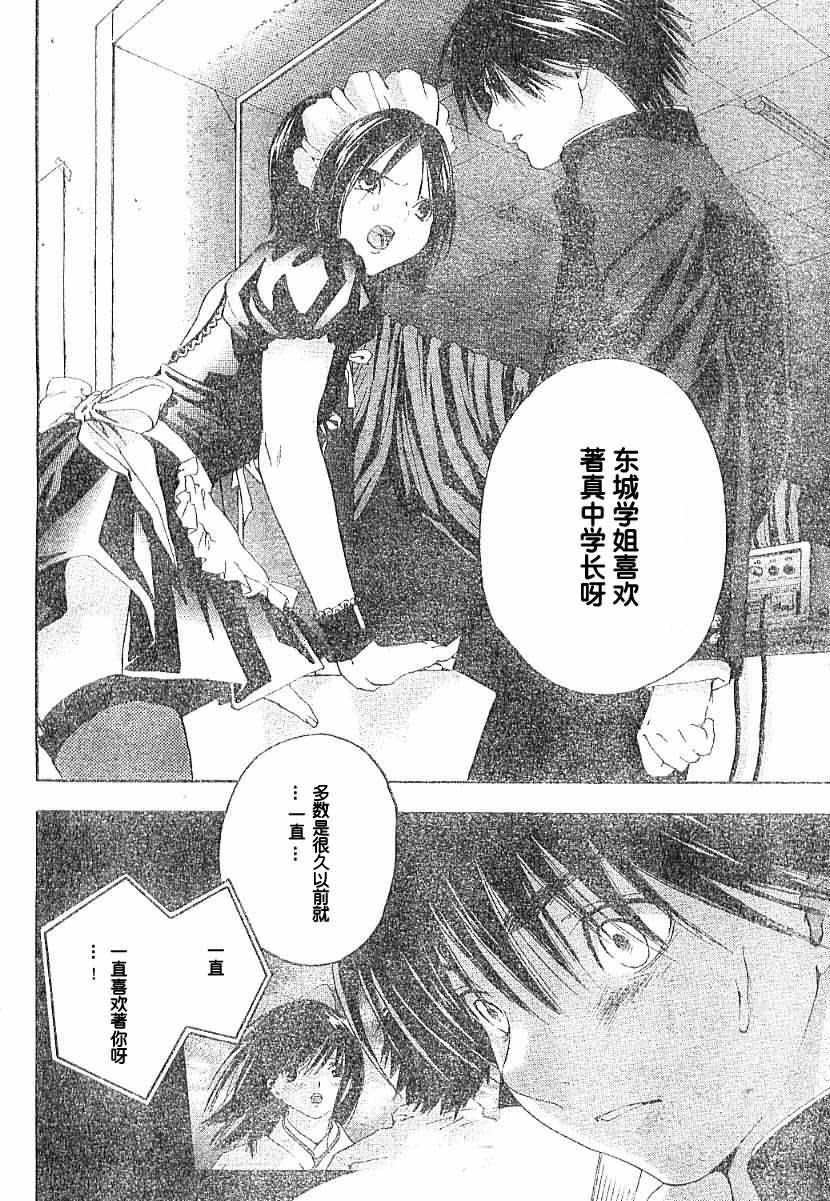 东城学姐喜欢
著真中学长呀
多数是很久以前就
…一直…
一直
一直喜欢著你呀
…！